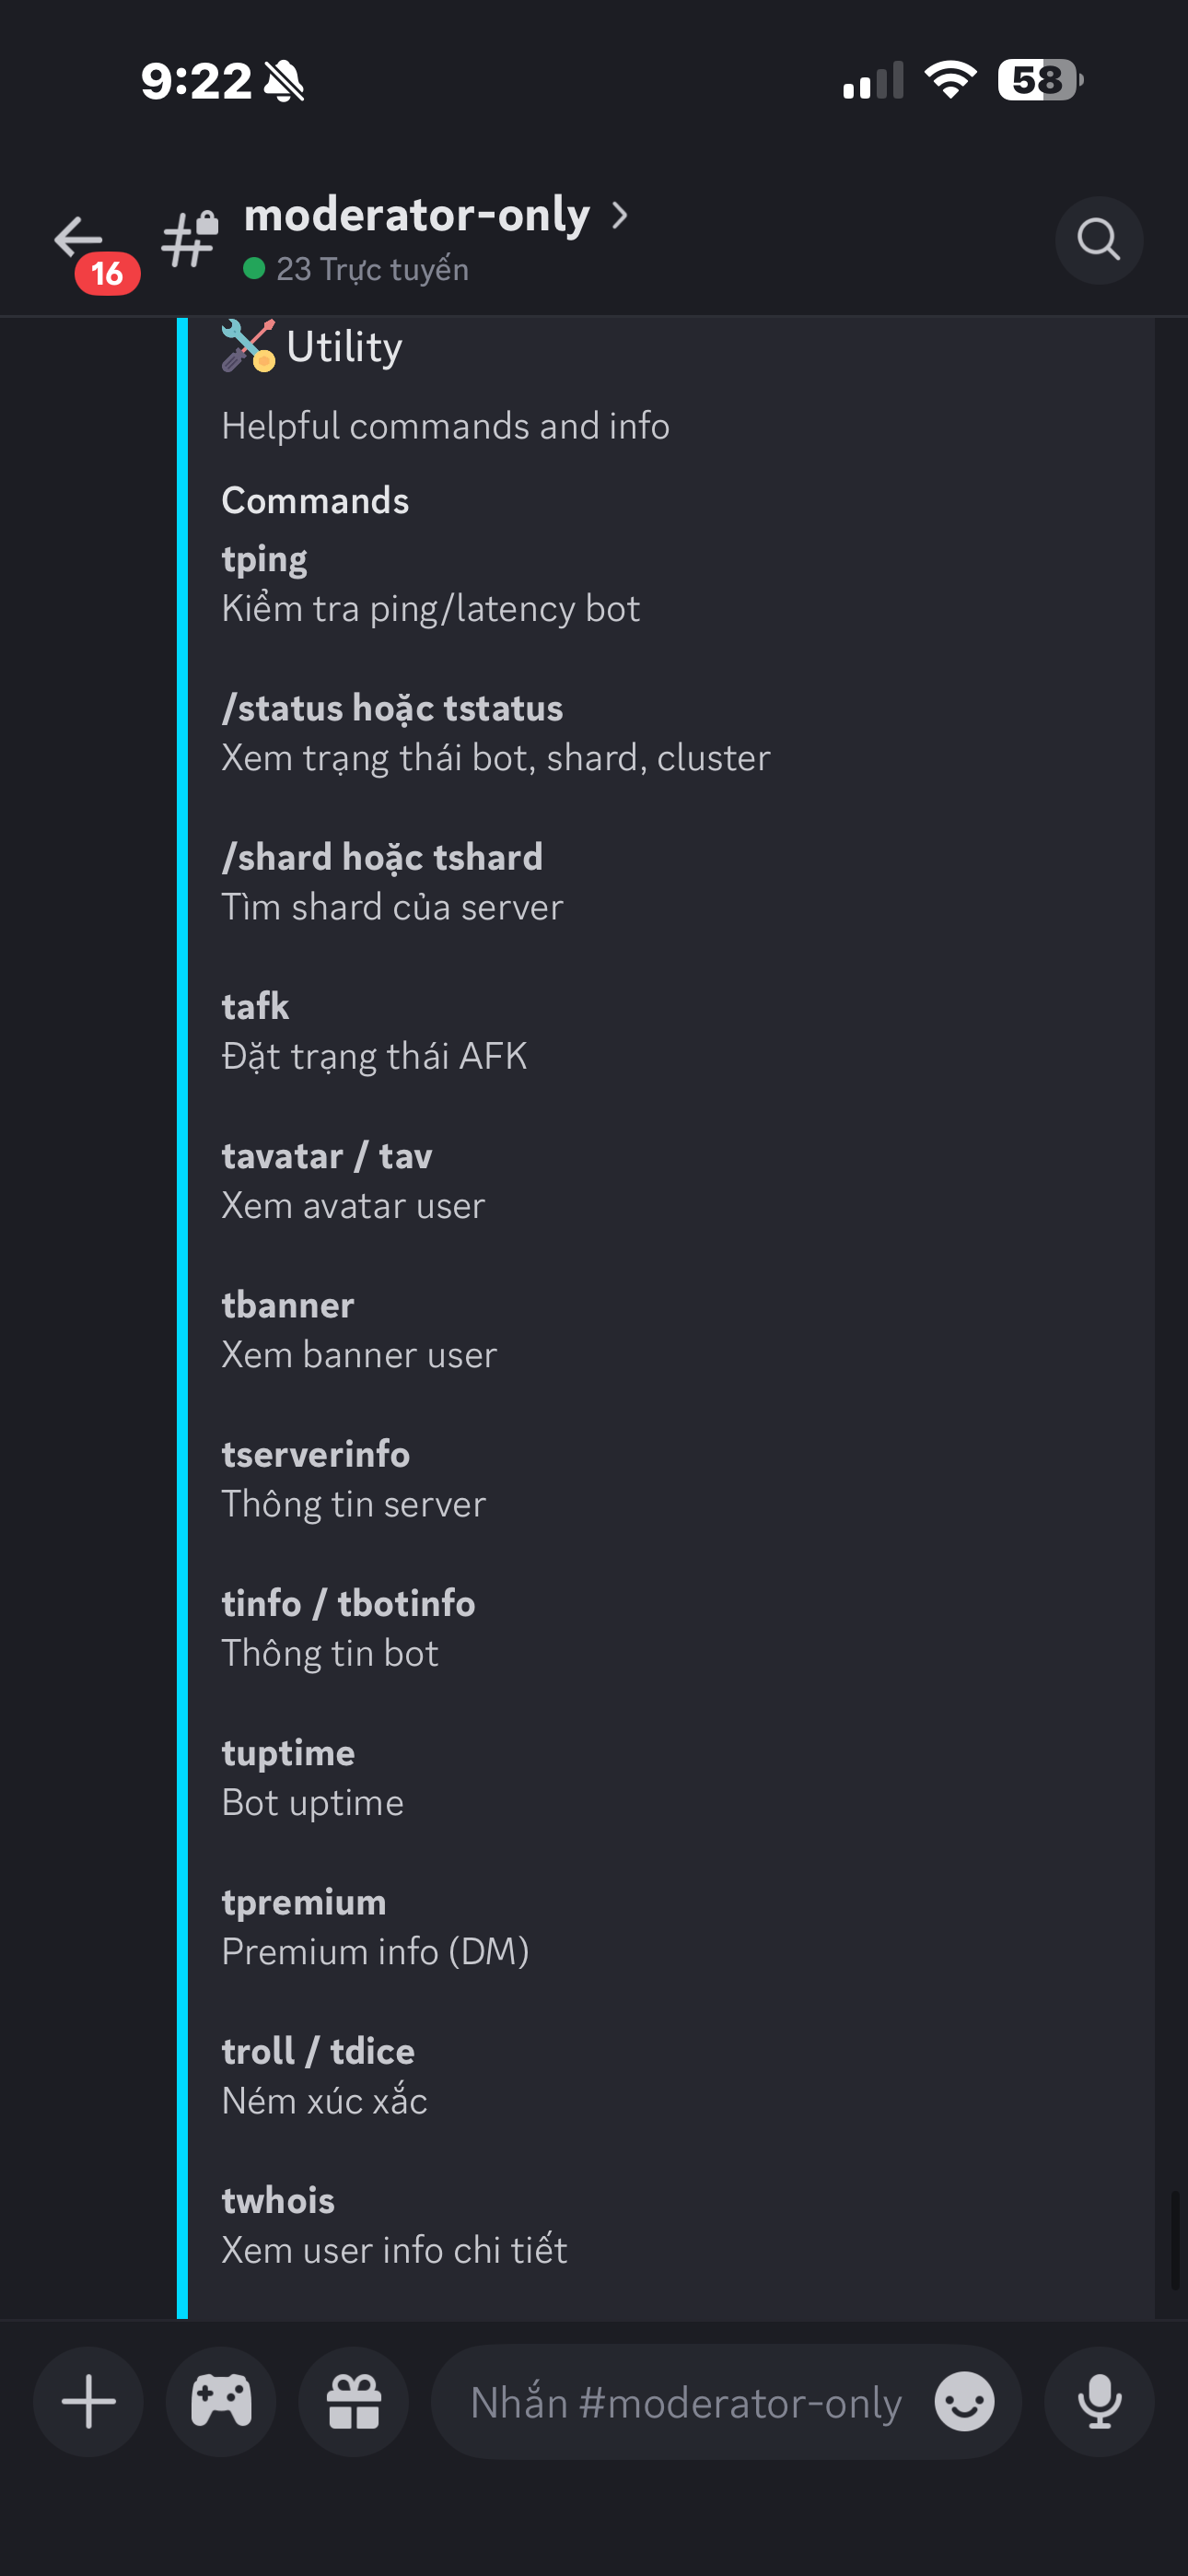 9:22
58
moderator-only
16
23 Trực tuyến
Utility
Helpful commands and info
Commands
tping
Kiểm tra ping/latency bot
/status hoặc tstatus
Xem trạng thái bot, shard, cluster
/shard hoặc tshard
Tìm shard của server
tafk
Đặt trạng thái AFK
tavatar / tav
Xem avatar user
tbanner
Xem banner user
tserverinfo
Thông tin server
tinfo / tbotinfo
Thông tin bot
tuptime
Bot uptime
tpremium
Premium info (DM)
troll / tdice
Ném xúc xắc
twhois
Xem user info chi tiết
Nhắn #moderator-only